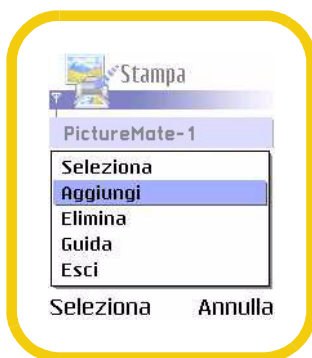 Stampa
PictureMate-1
Seleziona
Aggiungi
Elimina
Guida
Esci
Seleziona Annulla